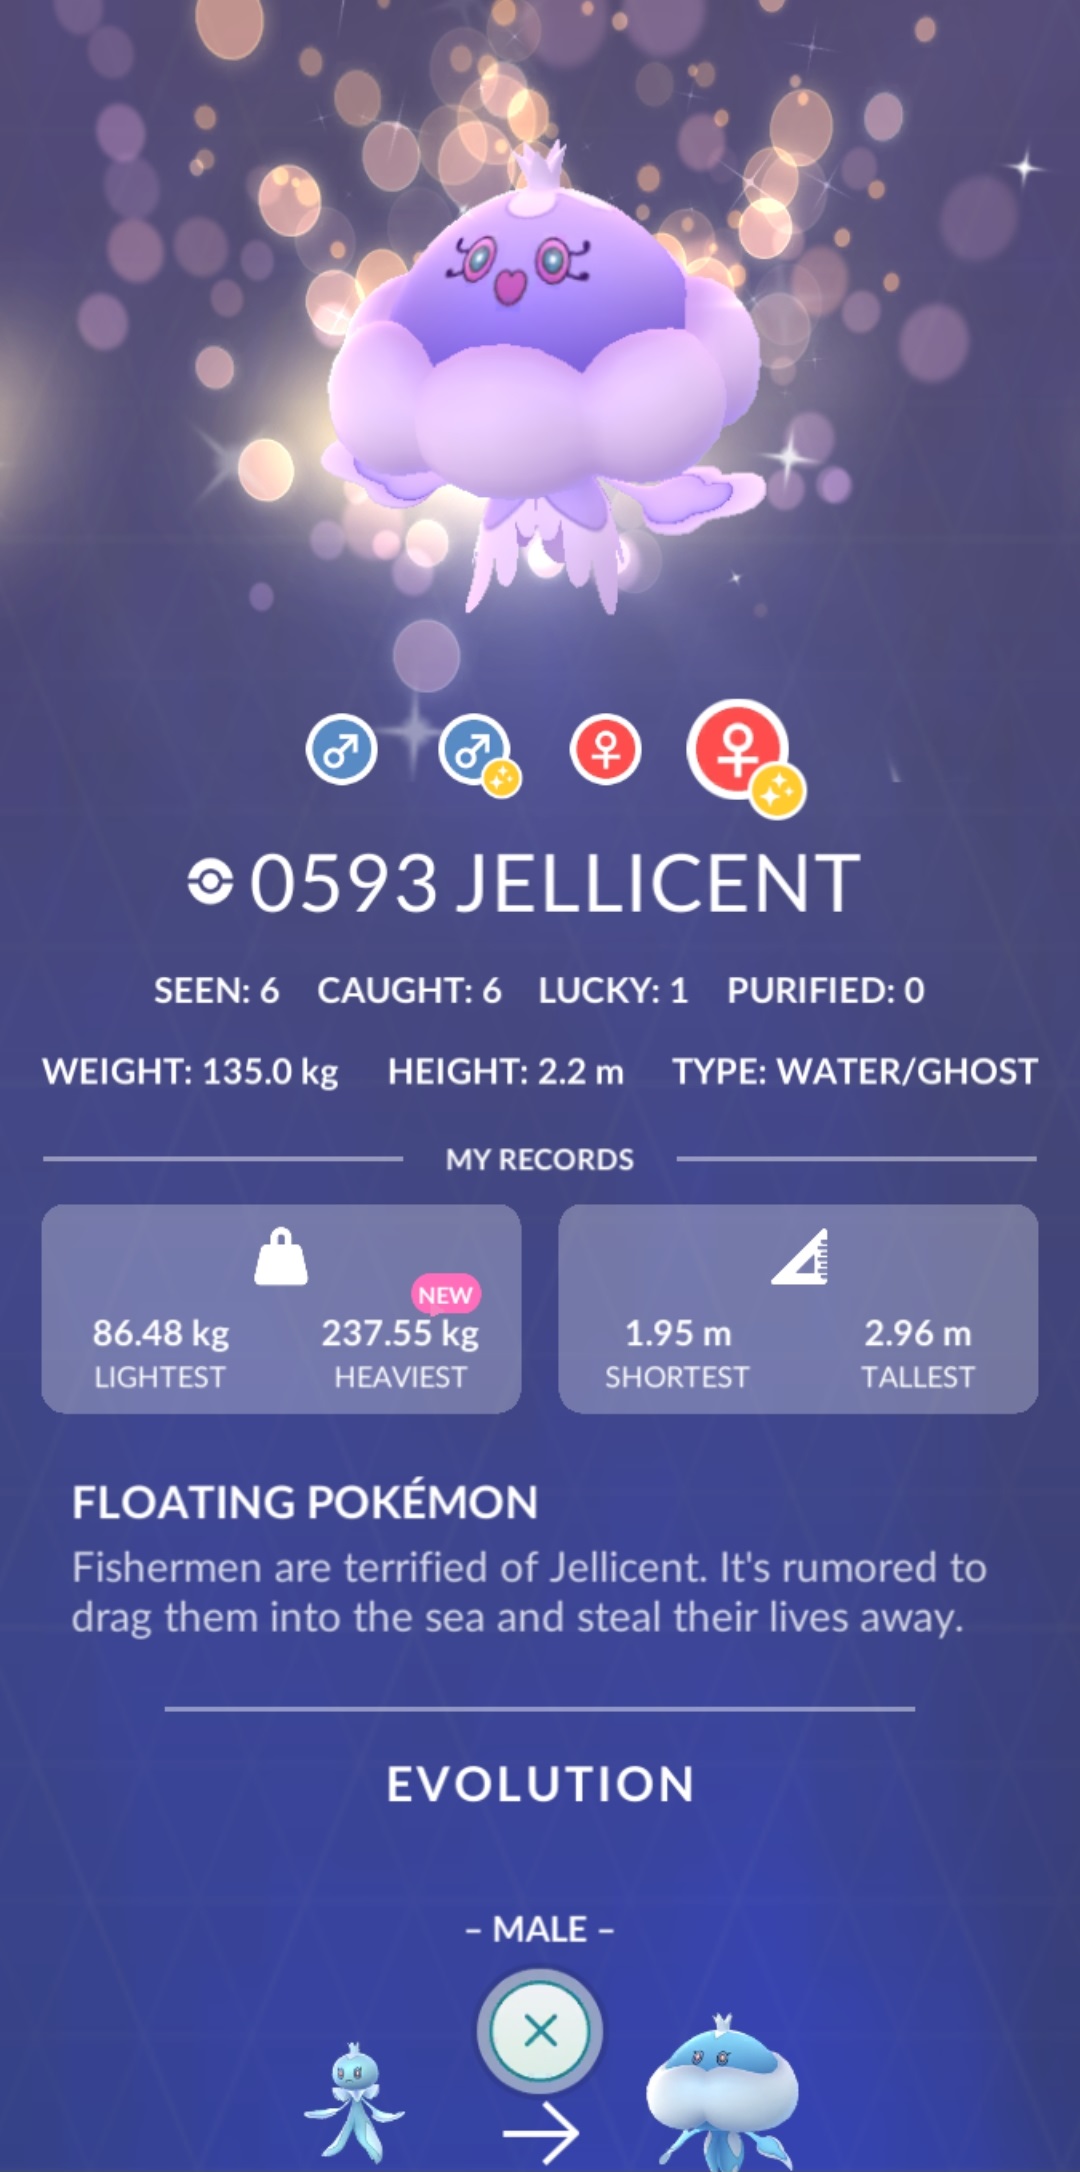 0593 JELLICENT
SEEN: 6 CAUGHT: 6 LUCKY: 1 PURIFIED: 0
WEIGHT: 135.0 kg HEIGHT: 2.2 m TYPE: WATER/GHOST
MY RECORDS
NEW
86.48 kg 237.55 kg 1.95 m 2.96 m
LIGHTEST HEAVIEST SHORTEST TALLEST
FLOATING POKÉMON
Fishermen are terrified of Jellicent. It's rumored to
drag them into the sea and steal their lives away.
EVOLUTION
– MALE –